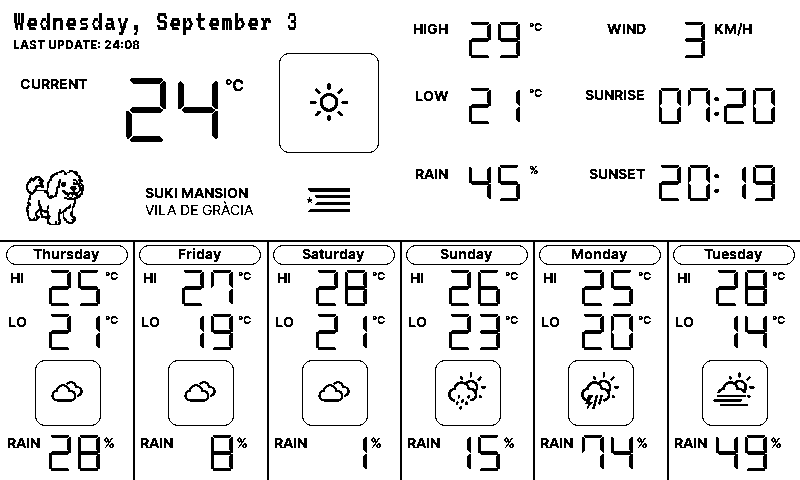 Wednesday, September 3
LAST UPDATE: 24:08
CURRENT 24 °C
SUKI MANSION
VILA DE GRÀCIA
HIGH 29 °C
LOW 21 °C
RAIN 45 %
WIND 3 KM/H
SUNRISE 07:20
SUNSET 20:19
Thursday
HI 25 °C
LO 21 °C
RAIN 28 %
Friday
HI 27 °C
LO 19 °C
RAIN 8 %
Saturday
HI 28 °C
LO 21 °C
RAIN 1 %
Sunday
HI 26 °C
LO 23 °C
RAIN 15 %
Monday
HI 25 °C
LO 20 °C
RAIN 74 %
Tuesday
HI 28 °C
LO 14 °C
RAIN 49 %